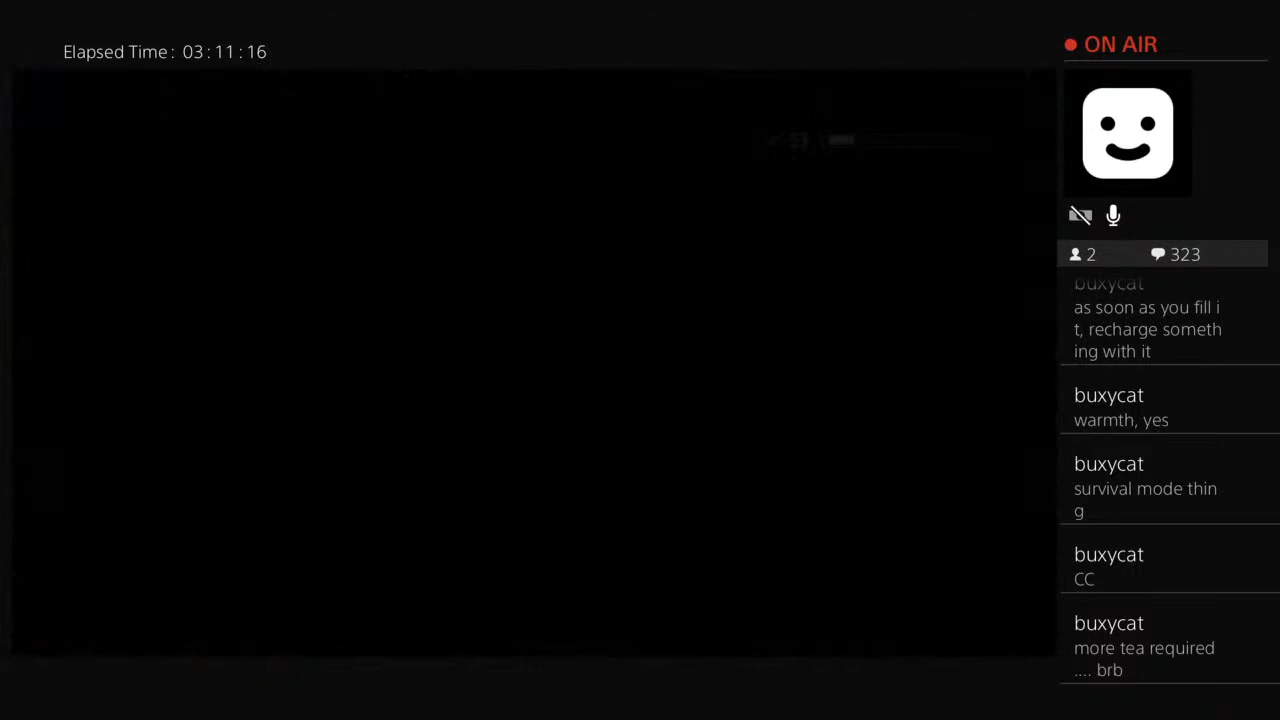 Elapsed Time: 03:11:16
ON AIR
2 323
buxycat
as soon as you fill i
t, recharge someth
ing with it
buxycat
warmth, yes
buxycat
survival mode thin
g
buxycat
CC
buxycat
more tea required
.... brb